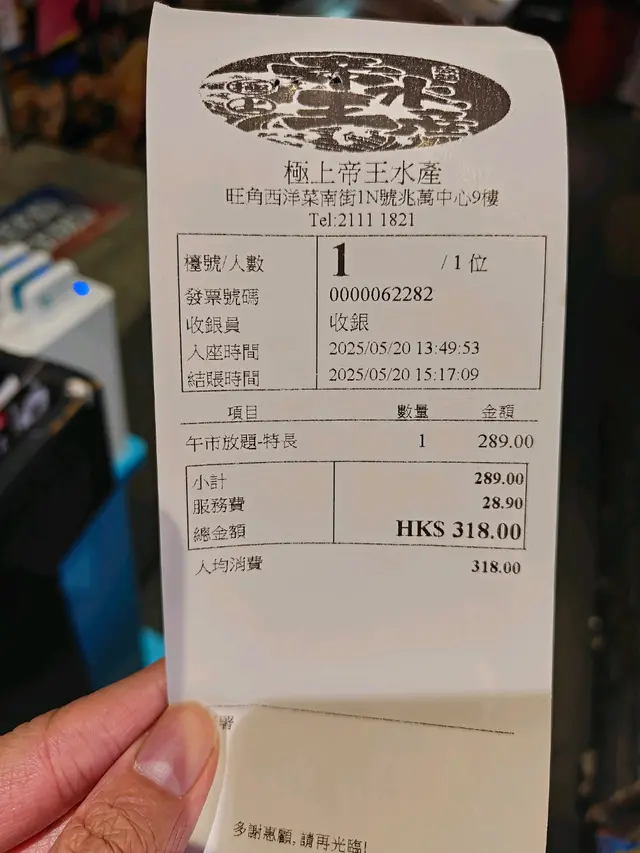 極上帝王水產
旺角西洋菜南街1N號兆萬中心9樓
Tel:2111 1821
檯號/人數 1 / 1 位
發票號碼 0000062282
收銀員 收銀
入座時間 2025/05/20 13:49:53
結賬時間 2025/05/20 15:17:09
項目 數量 金額
午市放題-特長 1 289.00
小計 289.00
服務費 28.90
總金額 HK$ 318.00
人均消費 318.00
署
多謝惠顧, 請再光臨!